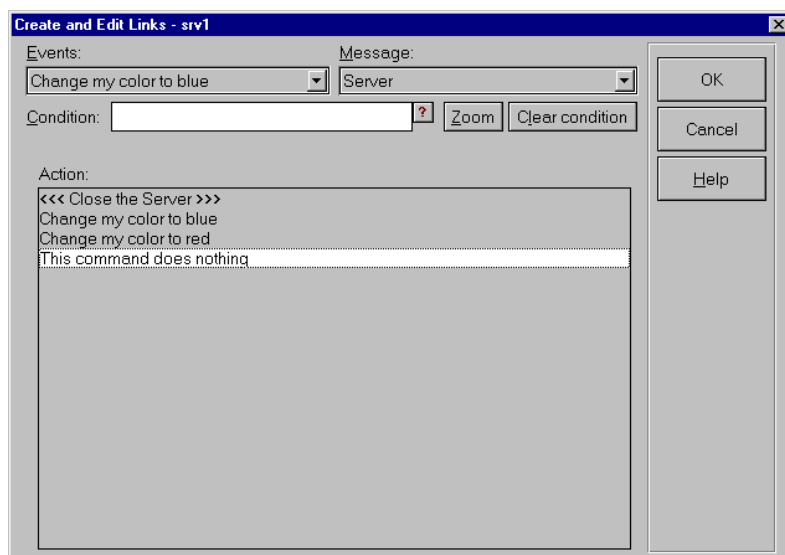 Create and Edit Links - srv1
Events:
Message:
Change my color to blue
Server
OK
Condition:
?
Zoom
Clear condition
Cancel
Action:
Help
<<< Close the Server >>>
Change my color to blue
Change my color to red
This command does nothing